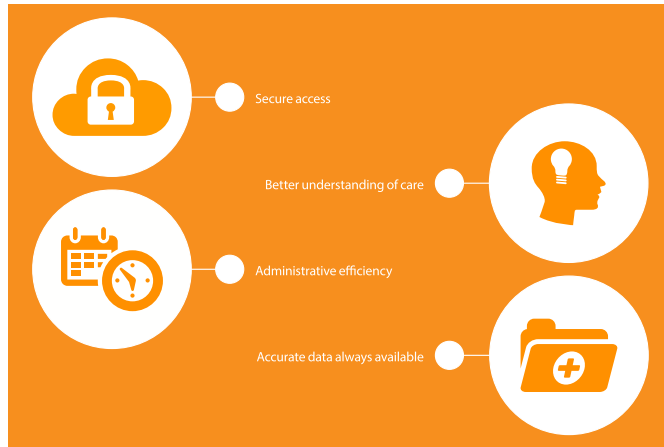 Secure access
Better understanding of care
Administrative efficiency
Accurate data always available